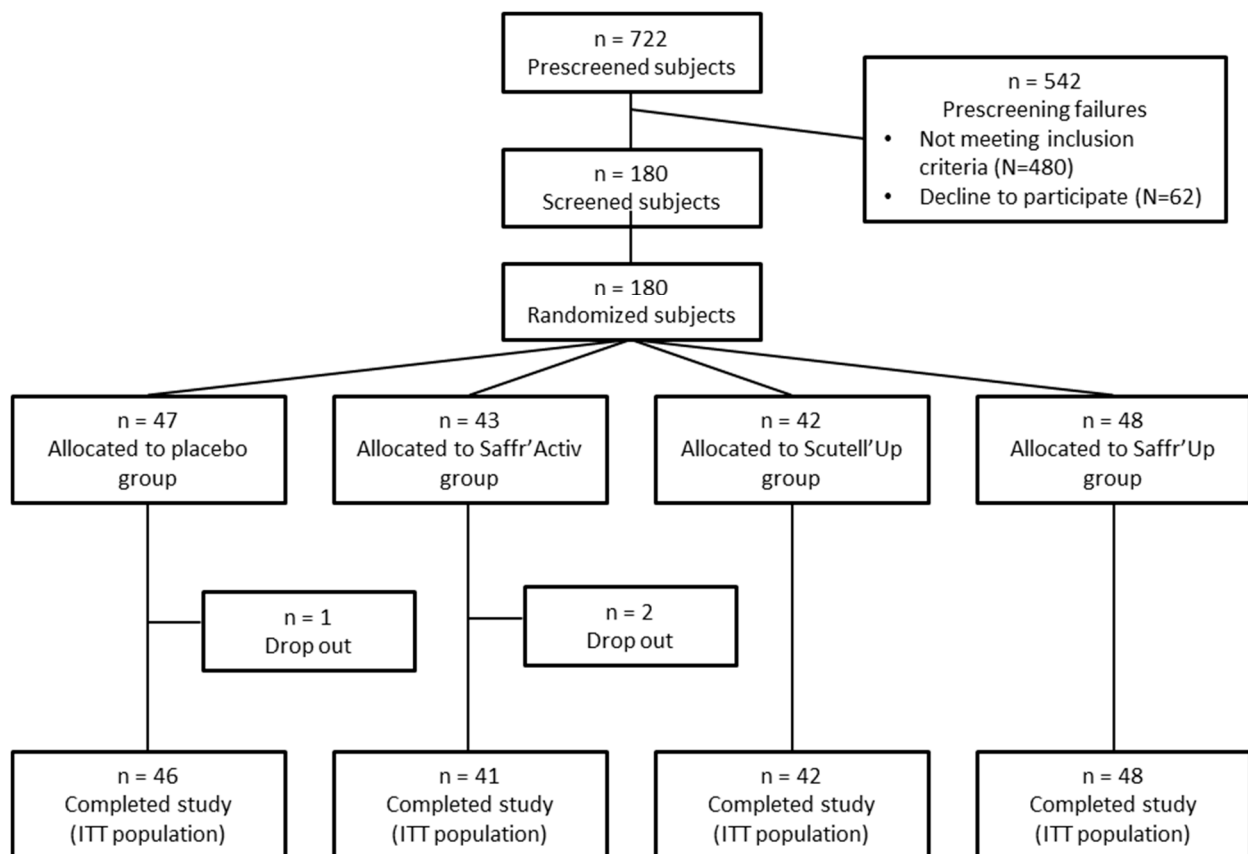 n = 722
Prescreened subjects
n = 542
Prescreening failures
• Not meeting inclusion
criteria (N=480)
• Decline to participate (N=62)
n = 180
Screened subjects
n = 180
Randomized subjects
n = 47
Allocated to placebo
group
n = 43
Allocated to Saffr’Activ
group
n = 42
Allocated to Scutell’Up
group
n = 48
Allocated to Saffr’Up
group
n = 1
Drop out
n = 2
Drop out
n = 46
Completed study
(ITT population)
n = 41
Completed study
(ITT population)
n = 42
Completed study
(ITT population)
n = 48
Completed study
(ITT population)